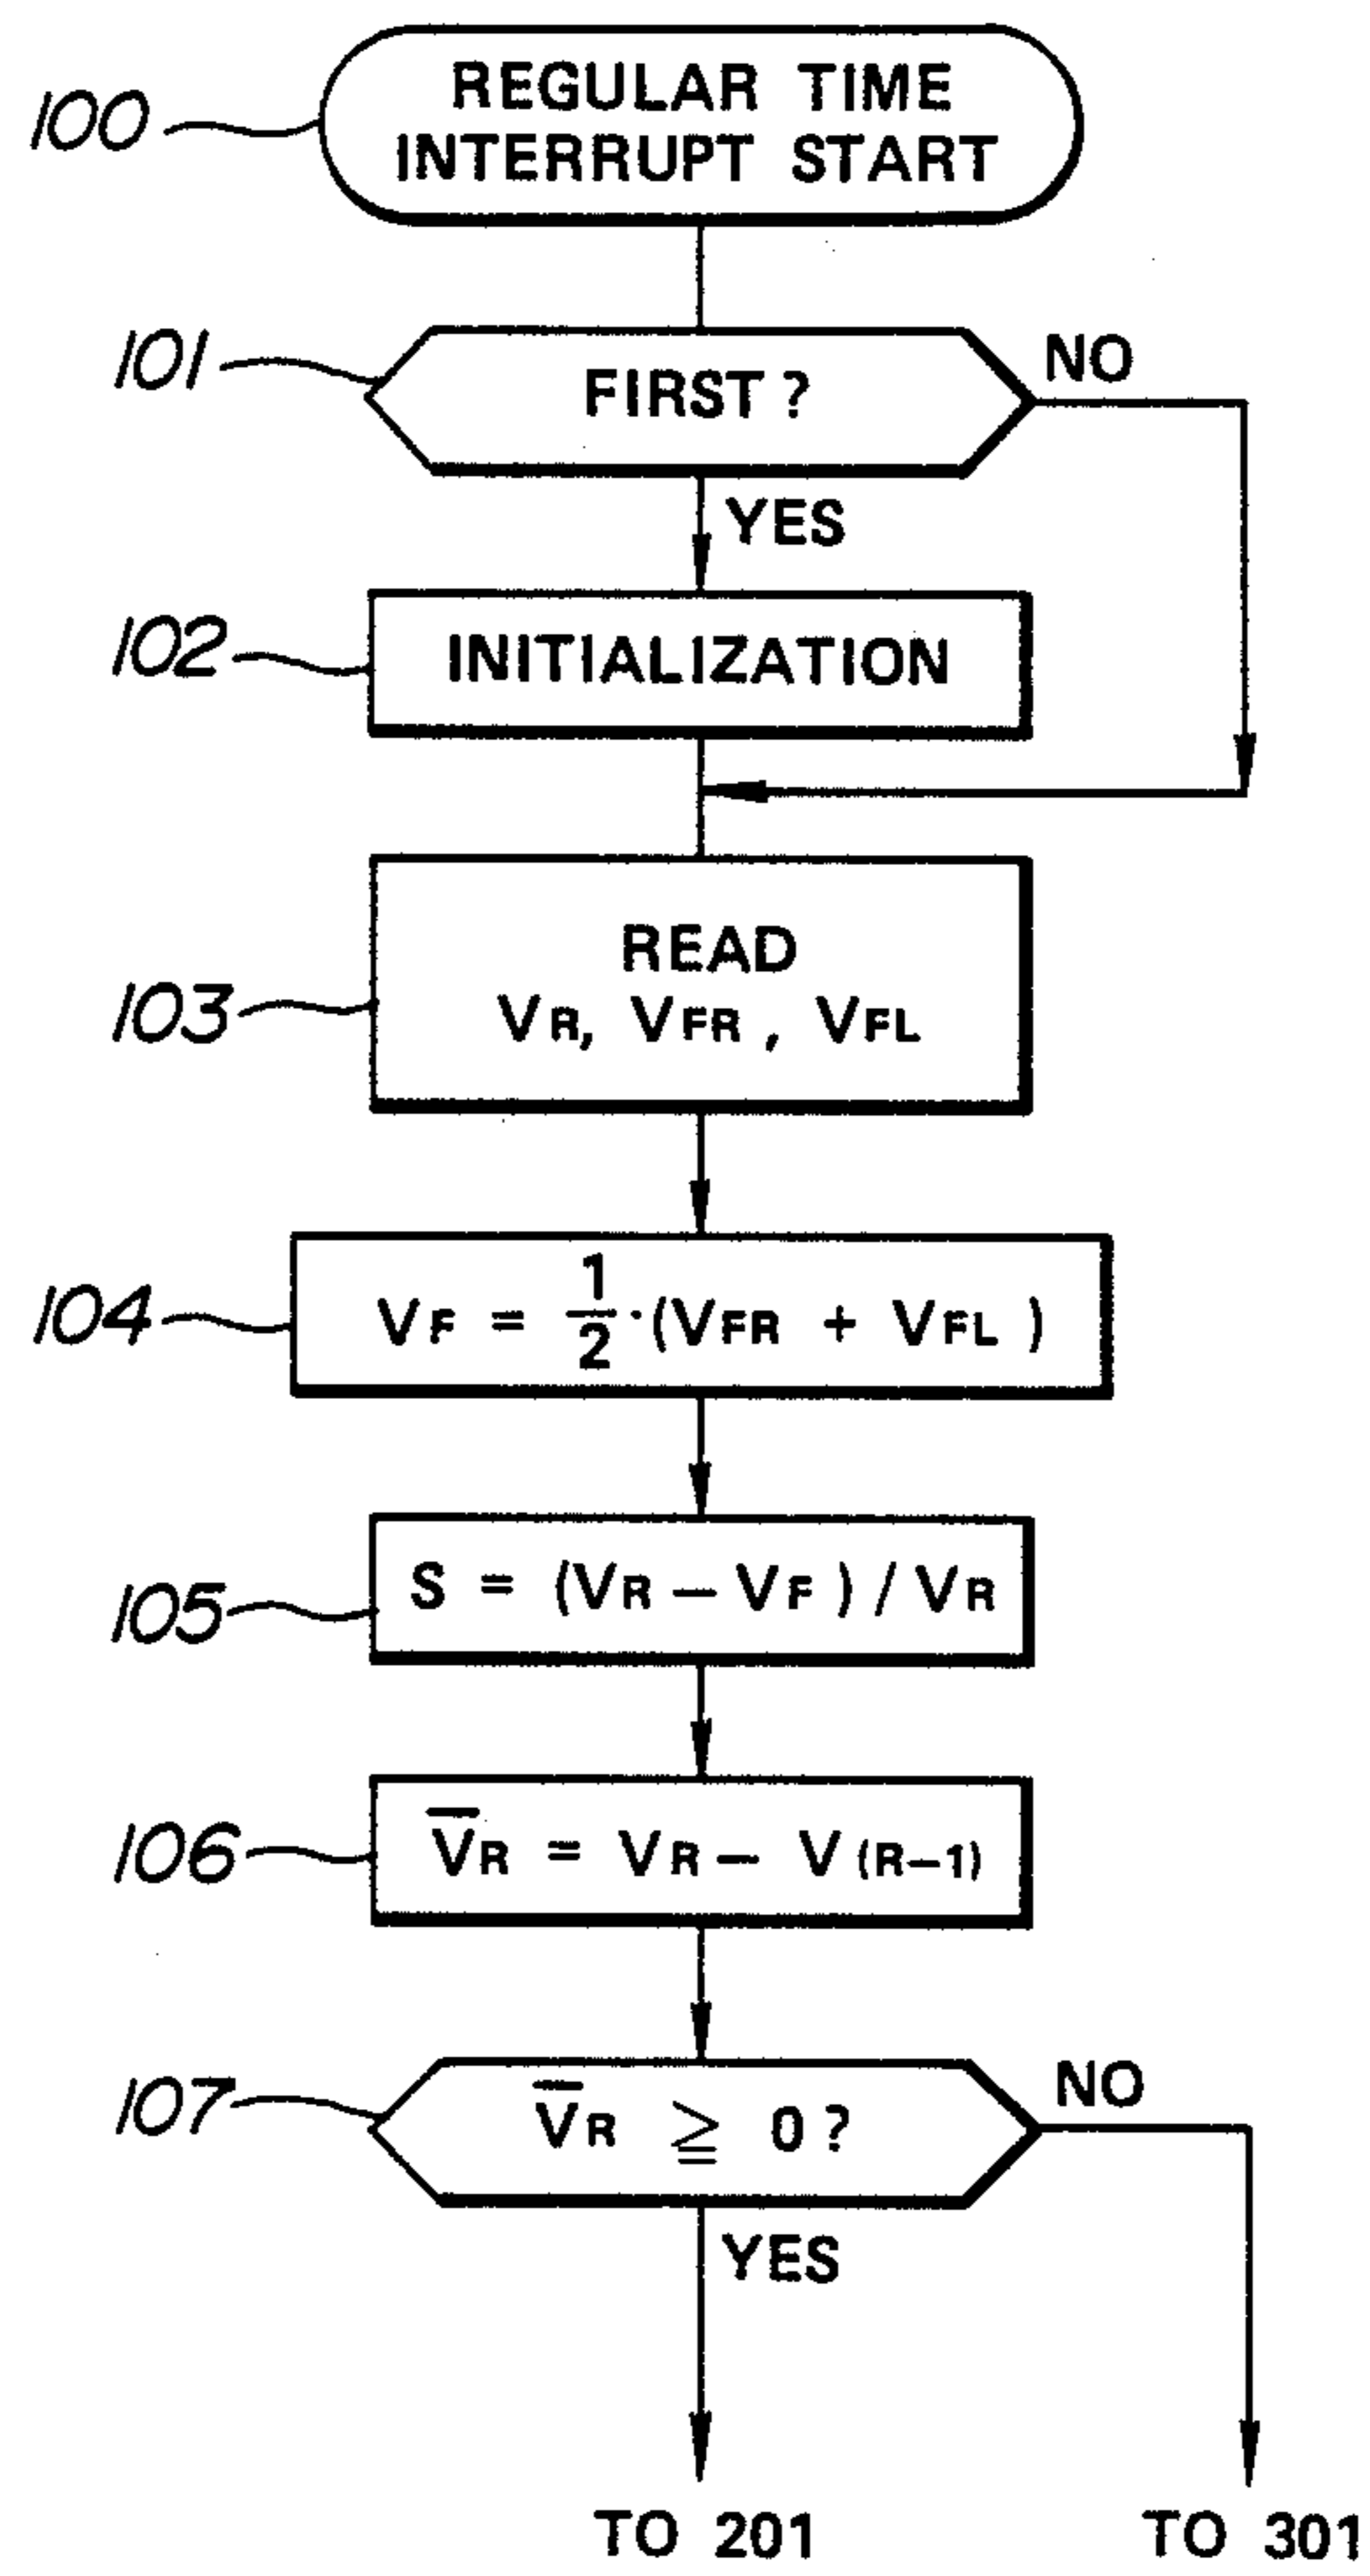 100
REGULAR TIME
INTERRUPT START
101
FIRST?
NO
YES
102
INITIALIZATION
103
READ
VR, VFR, VFL
104
VF = 1/2·(VFR + VFL)
105
S = (VR – VF) / VR
106
V̅R = VR – V(R–1)
107
V̅R ≧ 0?
NO
YES
TO 201
TO 301